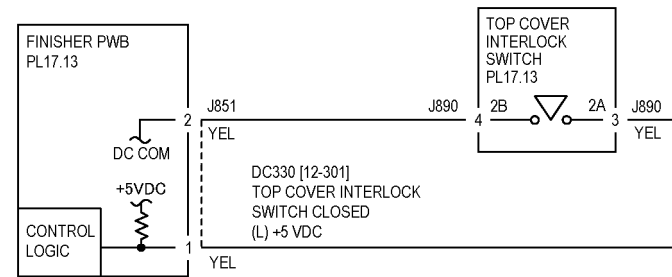 FINISHER PWB
PL17.13
TOP COVER
INTERLOCK
SWITCH
PL17.13
2 J851
YEL
J890 4 2B 2A 3 J890
YEL
DC COM
+5VDC
DC330 [12-301]
TOP COVER INTERLOCK
SWITCH CLOSED
(L) +5 VDC
CONTROL
LOGIC
1
YEL